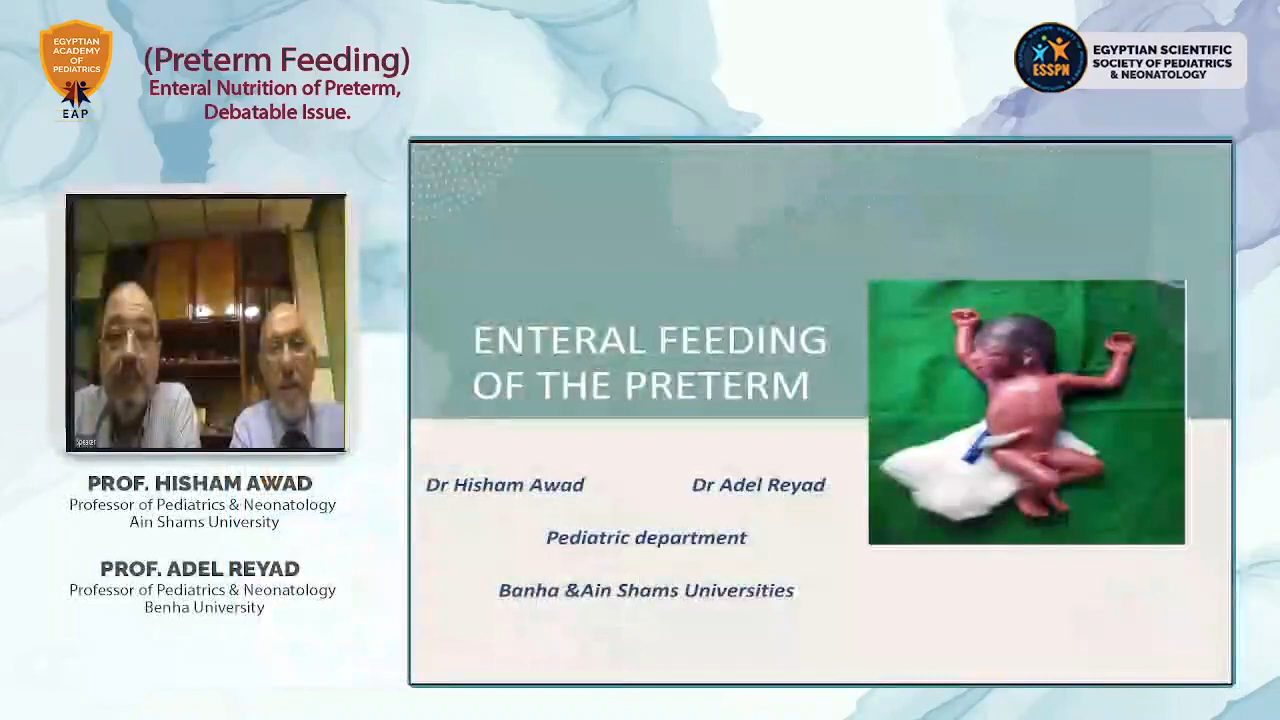 EGYPTIAN
ACADEMY
OF
PEDIATRICS
EAP
(Preterm Feeding)
Enteral Nutrition of Preterm,
Debatable Issue.
ESSPN
EGYPTIAN SCIENTIFIC
SOCIETY OF PEDIATRICS
& NEONATOLOGY
Speaker
PROF. HISHAM AWAD
Professor of Pediatrics & Neonatology
Ain Shams University
PROF. ADEL REYAD
Professor of Pediatrics & Neonatology
Benha University
ENTERAL FEEDING
OF THE PRETERM
Dr Hisham Awad Dr Adel Reyad
Pediatric department
Banha &Ain Shams Universities